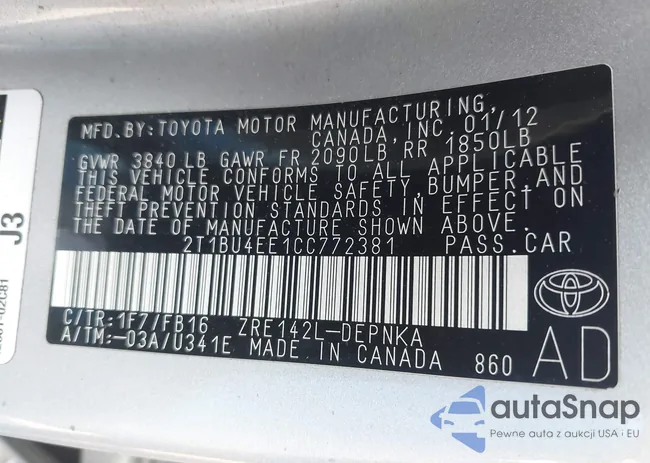 MFD.BY:TOYOTA MOTOR MANUFACTURING,
CANADA,INC.01/12
GVWR 3840 LB GAWR FR 2090LB RR 1850LB
THIS VEHICLE CONFORMS TO ALL APPLICABLE
FEDERAL MOTOR VEHICLE SAFETY,BUMPER,AND
THEFT PREVENTION STANDARDS IN EFFECT ON
THE DATE OF MANUFACTURE SHOWN ABOVE.
2T1BU4EE1CC772381 PASS.CAR
C/TR:1F7/FB16 ZRE142L-DEPNKA
A/TM:-03A/U341E MADE IN CANADA 860
AD
J3
autoSnap
Pewne auta z aukcji USA i EU